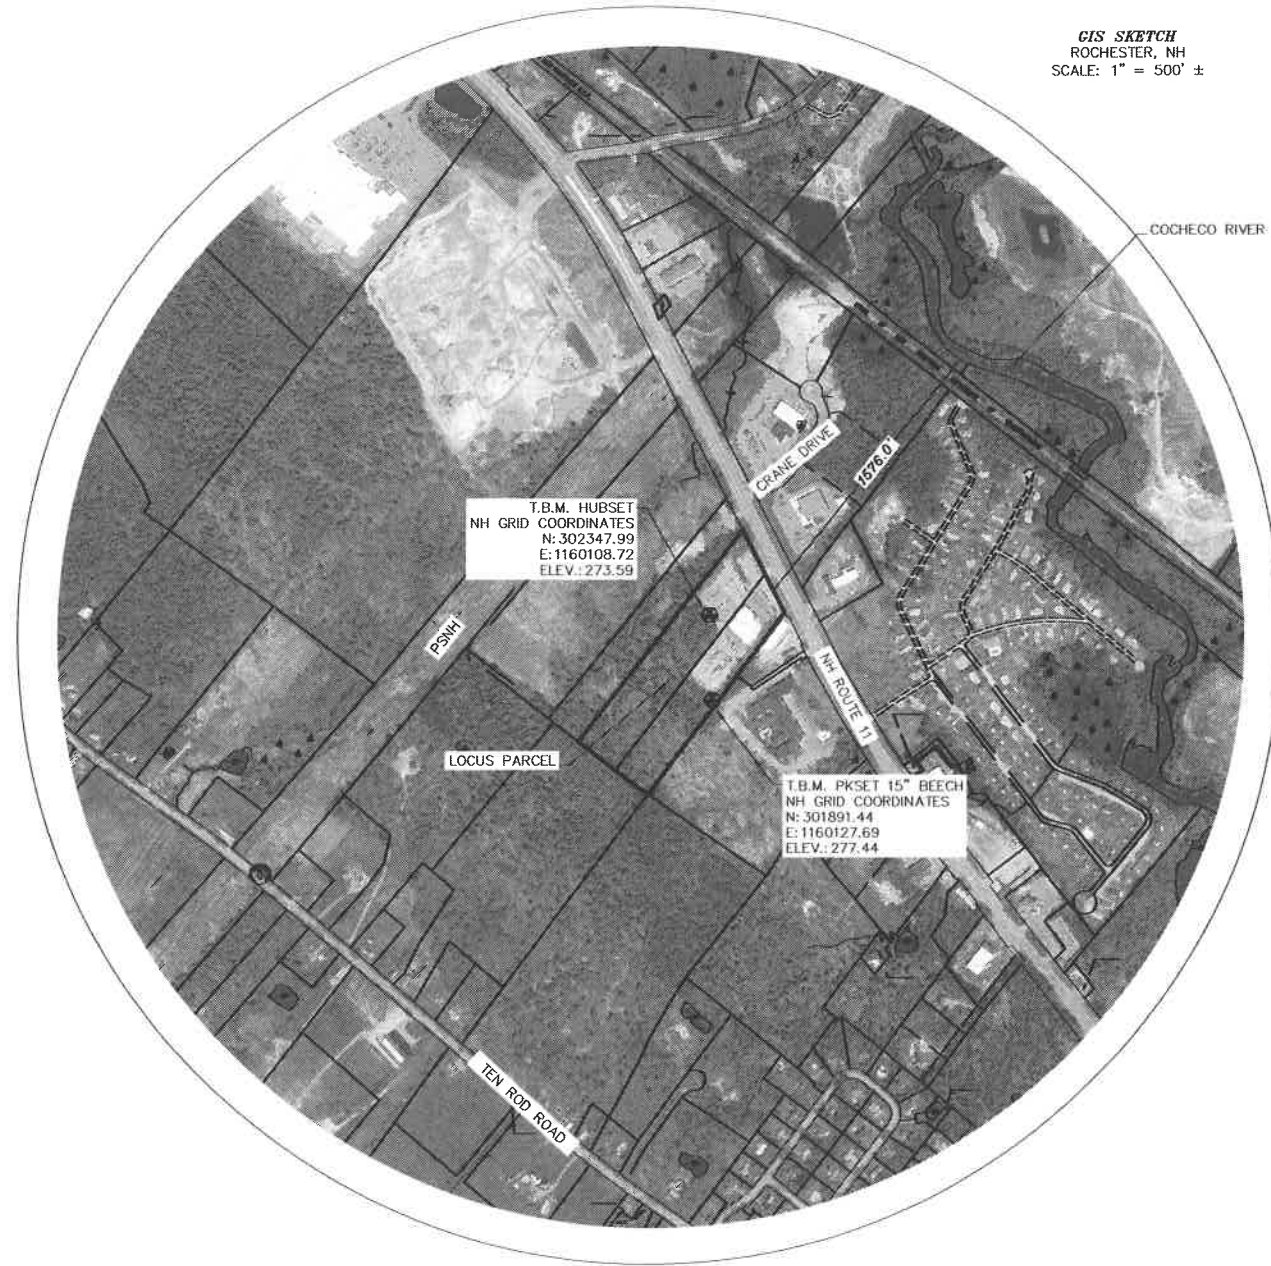 GIS SKETCH
ROCHESTER, NH
SCALE: 1" = 500' ±
COCHECO RIVER
CRANE DRIVE
1576.0'
T.B.M. HUBSET
NH GRID COORDINATES
N: 302347.99
E: 1160108.72
ELEV.: 273.59
PSNH
NH ROUTE 11
LOCUS PARCEL
T.B.M. PKSET 15" BEECH
NH GRID COORDINATES
N: 301891.44
E: 1160127.69
ELEV.: 277.44
TEN ROD ROAD